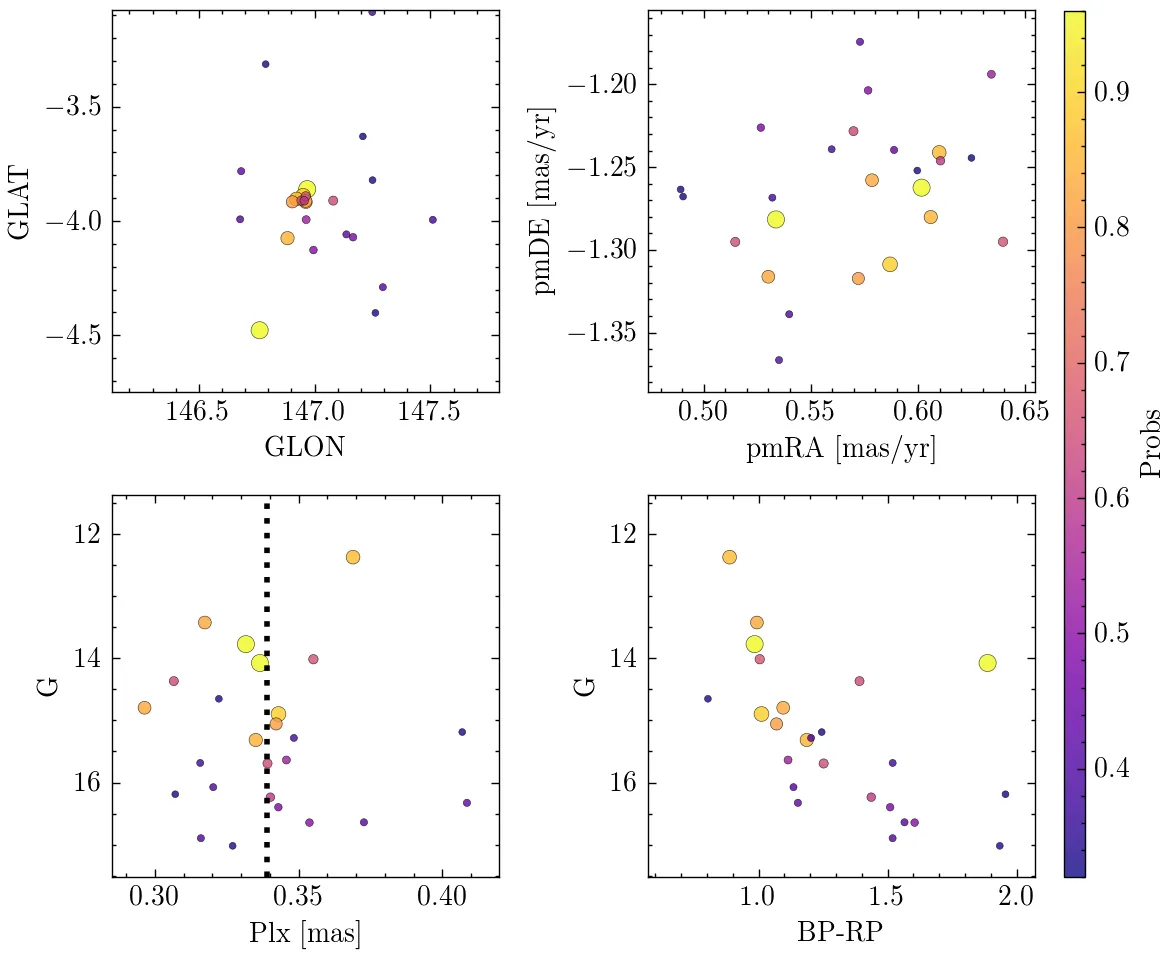 −3.5
−4.0
−4.5
GLAT
146.5 147.0 147.5
GLON
−1.20
−1.25
−1.30
−1.35
pmDE [mas/yr]
0.50 0.55 0.60 0.65
pmRA [mas/yr]
12
14
16
G
0.30 0.35 0.40
Plx [mas]
12
14
16
G
1.0 1.5 2.0
BP-RP
0.9
0.8
0.7
0.6
0.5
0.4
Probs